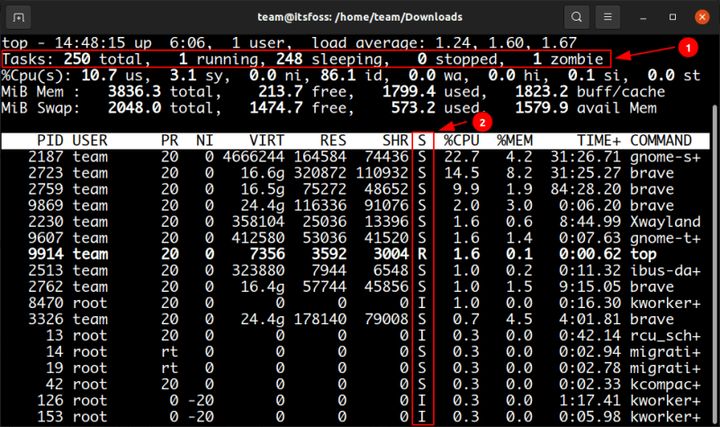 team@itsfoss: /home/team/Downloads
top - 14:48:15 up  6:06,  1 user,  load average: 1.24, 1.60, 1.67
1
Tasks: 250 total,   1 running, 248 sleeping,   0 stopped,   1 zombie
%Cpu(s): 10.7 us,  3.1 sy,  0.0 ni, 86.1 id,  0.0 wa,  0.0 hi,  0.1 si,  0.0 st
MiB Mem :   3836.3 total,    213.7 free,   1799.4 used,   1823.2 buff/cache
MiB Swap:   2048.0 total,   1474.7 free,    573.2 used.   1579.9 avail Mem
2
PID USER PR NI VIRT RES SHR S %CPU %MEM TIME+ COMMAND
2187 team 20 0 4666244 164584 74436 S 22.7 4.2 31:26.71 gnome-s+
2723 team 20 0 16.6g 320872 110932 S 14.5 8.2 31:25.27 brave
2759 team 20 0 16.5g 75272 48652 S 9.9 1.9 84:28.20 brave
9869 team 20 0 24.4g 116336 91076 S 2.0 3.0 0:06.20 brave
2230 team 20 0 358104 25036 13396 S 1.6 0.6 8:44.99 Xwayland
9607 team 20 0 412580 53036 41520 S 1.6 1.4 0:07.63 gnome-t+
9914 team 20 0 7356 3592 3004 R 1.6 0.1 0:00.62 top
2513 team 20 0 323880 7944 6548 S 1.0 0.2 0:11.32 ibus-da+
2762 team 20 0 16.4g 57744 45856 S 1.0 1.5 9:15.05 brave
8470 root 20 0 0 0 0 I 1.0 0.0 0:16.30 kworker+
3326 team 20 0 24.4g 178140 79008 S 0.7 4.5 4:01.81 brave
13 root 20 0 0 0 0 I 0.3 0.0 0:42.14 rcu_sch+
14 root rt 0 0 0 0 S 0.3 0.0 0:02.94 migrati+
19 root rt 0 0 0 0 S 0.3 0.0 0:02.78 migrati+
42 root 20 0 0 0 0 S 0.3 0.0 0:02.33 kcompac+
126 root 0 -20 0 0 0 I 0.3 0.0 1:17.41 kworker+
153 root 0 -20 0 0 0 I 0.3 0.0 0:05.98 kworker+